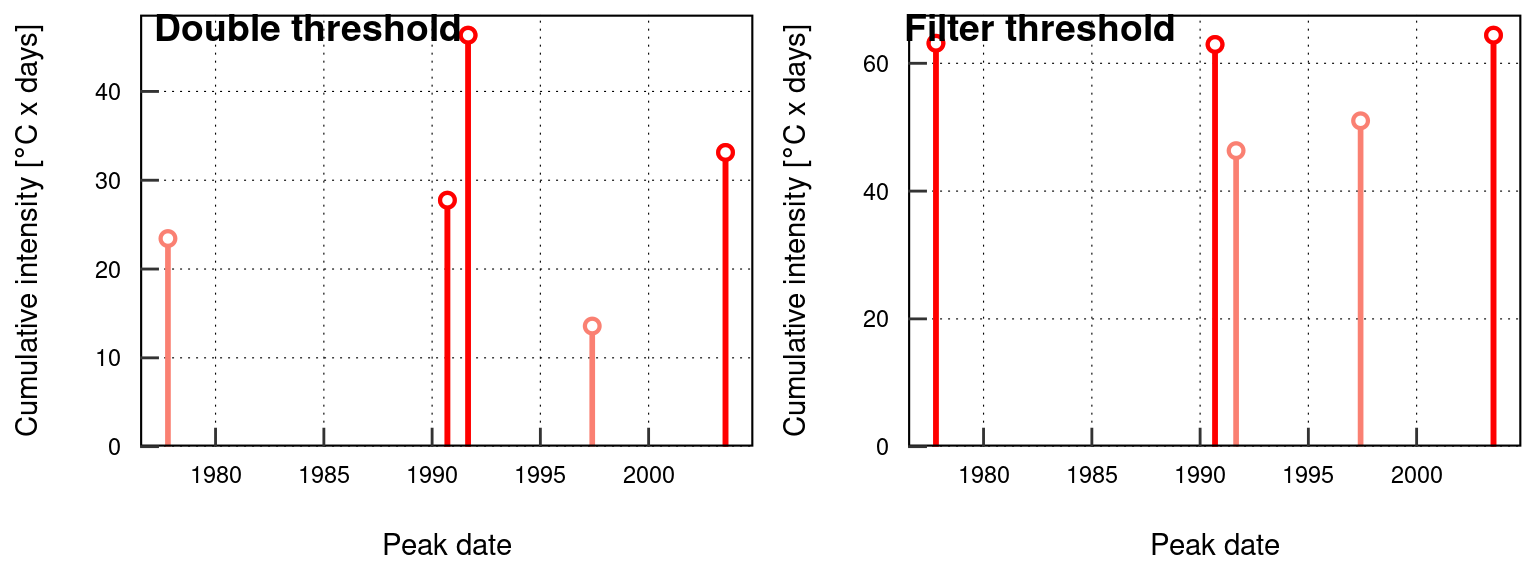 Double threshold
Cumulative intensity [°C x days]
40
30
20
10
0
1980 1985 1990 1995 2000
Peak date
Filter threshold
Cumulative intensity [°C x days]
60
40
20
0
1980 1985 1990 1995 2000
Peak date